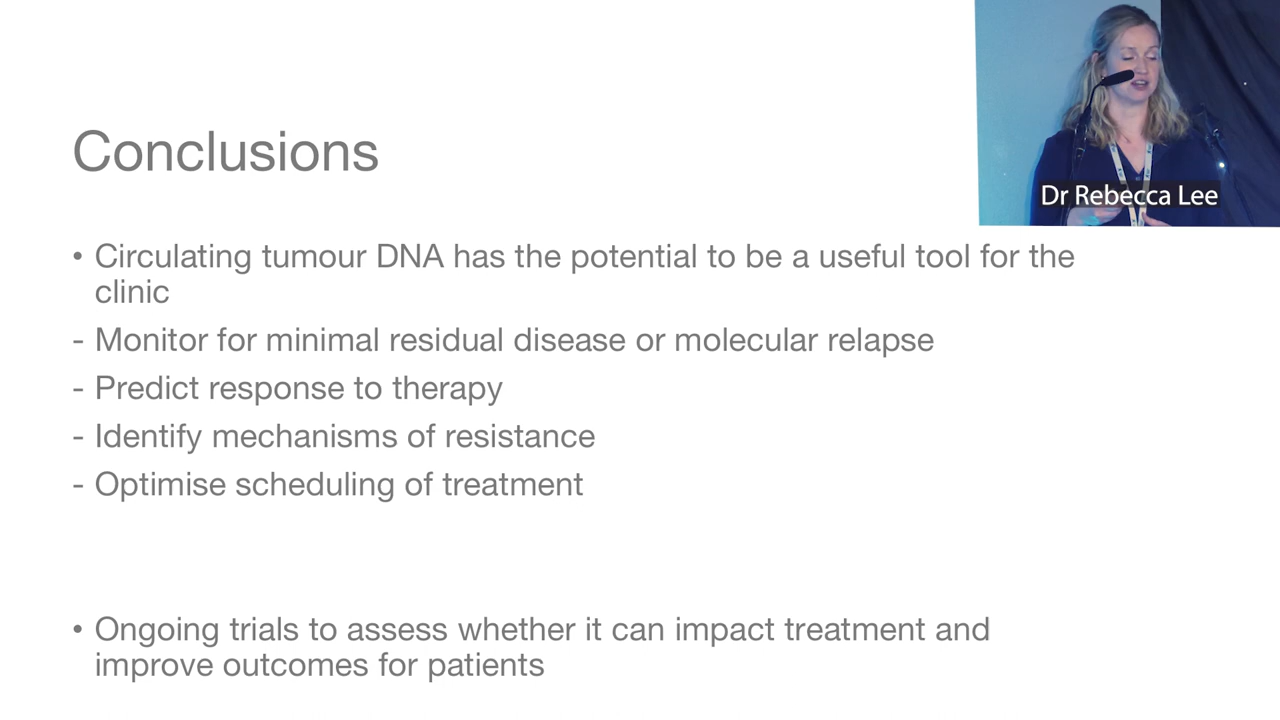 Dr Rebecca Lee
Conclusions
• Circulating tumour DNA has the potential to be a useful tool for the
clinic
- Monitor for minimal residual disease or molecular relapse
- Predict response to therapy
- Identify mechanisms of resistance
- Optimise scheduling of treatment
• Ongoing trials to assess whether it can impact treatment and
improve outcomes for patients